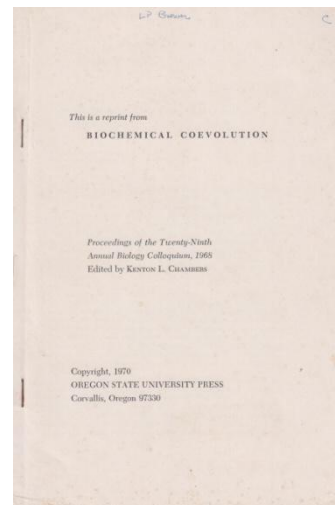 This is a reprint from
BIOCHEMICAL COEVOLUTION
Proceedings of the Twenty-Ninth
Annual Biology Colloquium, 1968
Edited by KENTON L. CHAMBERS
Copyright, 1970
OREGON STATE UNIVERSITY PRESS
Corvallis, Oregon 97330